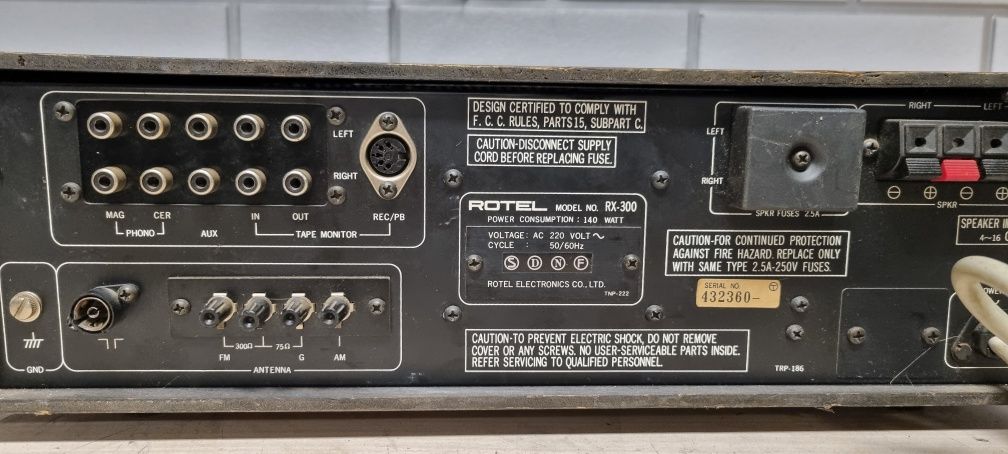 LEFT
RIGHT
MAG
CER
PHONO
AUX
IN
OUT
TAPE MONITOR
REC/PB
GND
300Ω
75Ω
FM
G
AM
ANTENNA
DESIGN CERTIFIED TO COMPLY WITH
F. C. C. RULES, PARTS 15, SUBPART C.
CAUTION-DISCONNECT SUPPLY
CORD BEFORE REPLACING FUSE.
ROTEL MODEL NO. RX-300
POWER CONSUMPTION : 140 WATT
VOLTAGE: AC 220 VOLT ~
CYCLE : 50/60Hz
S D N F
ROTEL ELECTRONICS CO., LTD.
TNP-222
CAUTION-TO PREVENT ELECTRIC SHOCK, DO NOT REMOVE
COVER OR ANY SCREWS. NO USER-SERVICEABLE PARTS INSIDE.
REFER SERVICING TO QUALIFIED PERSONNEL.
LEFT
RIGHT
SPKR FUSES 2.5A
CAUTION-FOR CONTINUED PROTECTION
AGAINST FIRE HAZARD. REPLACE ONLY
WITH SAME TYPE 2.5A-250V FUSES.
SERIAL NO. T
432360-
TRP-186
RIGHT
LEFT
⊖ ⊕ ⊖ ⊕
SPKR
SPEAKER
4~16